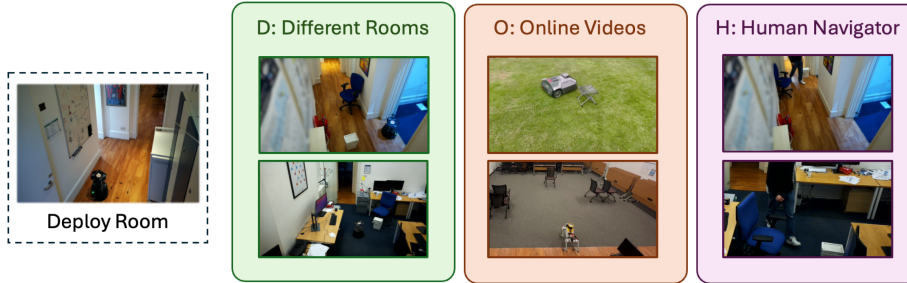 D: Different Rooms
O: Online Videos
H: Human Navigator
Deploy Room